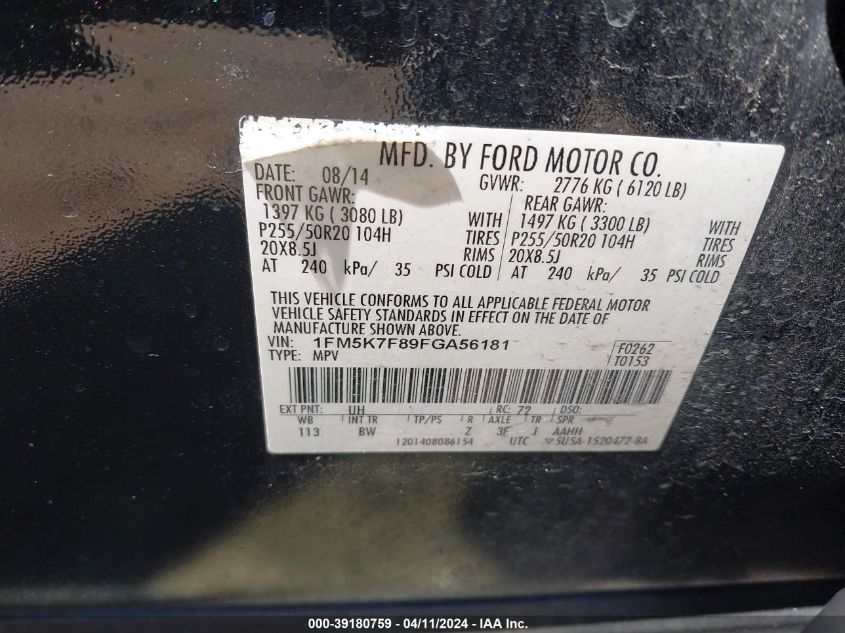 MFD. BY FORD MOTOR CO.
DATE: 08/14 GVWR: 2776 KG ( 6120 LB)
FRONT GAWR: REAR GAWR:
1397 KG ( 3080 LB) WITH 1497 KG ( 3300 LB) WITH
P255/50R20 104H TIRES P255/50R20 104H TIRES
20X8.5J RIMS 20X8.5J RIMS
AT 240 kPa/ 35 PSI COLD AT 240 kPa/ 35 PSI COLD
THIS VEHICLE CONFORMS TO ALL APPLICABLE FEDERAL MOTOR
VEHICLE SAFETY STANDARDS IN EFFECT ON THE DATE OF
MANUFACTURE SHOWN ABOVE.
VIN: 1FM5K7F89FGA56181 F0262
TYPE: MPV T0153
EXT PNT: UH RC: 72 DSO:
WB INT TR TP/PS R AXLE TR SPR
113 BW Z 3F J AAHH
1201408086154 UTC ▽5U5A-1520472-BA
000-39180759 - 04/11/2024 - IAA Inc.